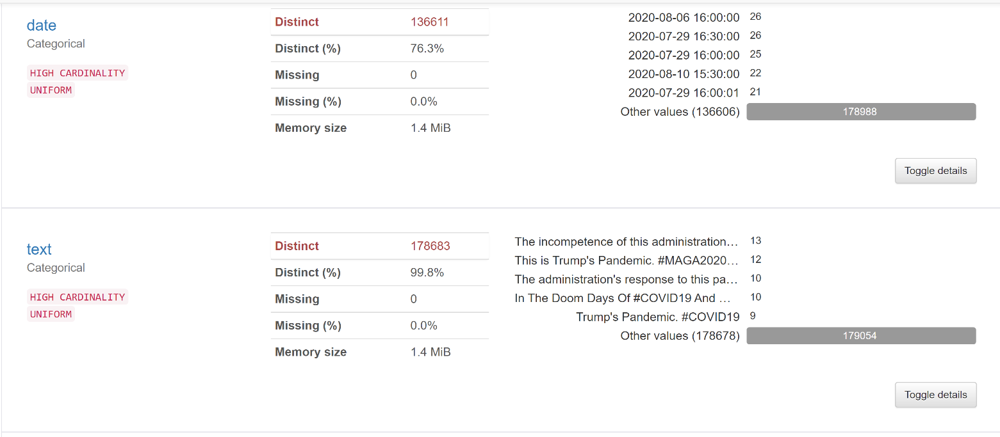 date
Categorical
HIGH CARDINALITY
UNIFORM
Distinct 136611
Distinct (%) 76.3%
Missing 0
Missing (%) 0.0%
Memory size 1.4 MiB
2020-08-06 16:00:00 26
2020-07-29 16:30:00 26
2020-07-29 16:00:00 25
2020-08-10 15:30:00 22
2020-07-29 16:00:01 21
Other values (136606) 178988
Toggle details
text
Categorical
HIGH CARDINALITY
UNIFORM
Distinct 178683
Distinct (%) 99.8%
Missing 0
Missing (%) 0.0%
Memory size 1.4 MiB
The incompetence of this administration… 13
This is Trump's Pandemic. #MAGA2020… 12
The administration's response to this pa… 10
In The Doom Days Of #COVID19 And … 10
Trump's Pandemic. #COVID19 9
Other values (178678) 179054
Toggle details